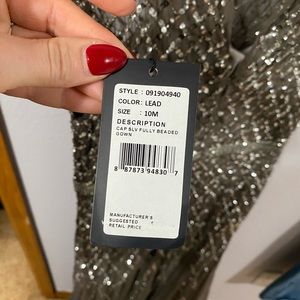 STYLE : 091904940
COLOR: LEAD
SIZE : 10M
DESCRIPTION
CAP SLV FULLY BEADED
GOWN
8 87873 94830 7
MANUFACTURER'S
SUGGESTED
RETAIL PRICE